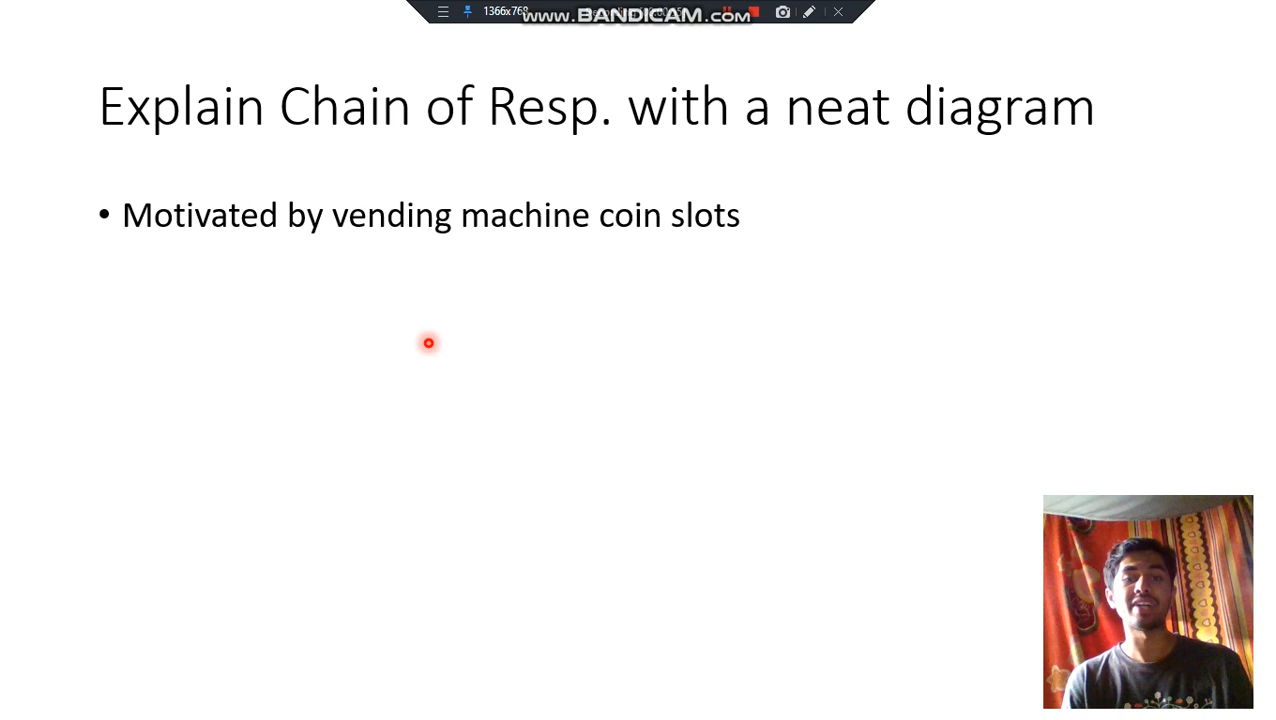 1366x768
www.BANDICAM.com
Explain Chain of Resp. with a neat diagram
• Motivated by vending machine coin slots